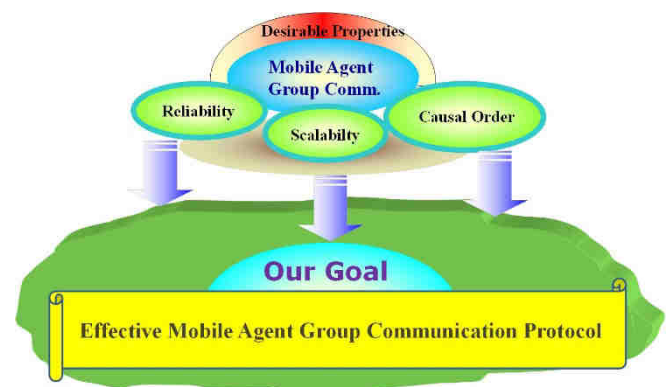 Desirable Properties
Mobile Agent
Group Comm.
Reliability
Scalabilty
Causal Order
Our Goal
Effective Mobile Agent Group Communication Protocol